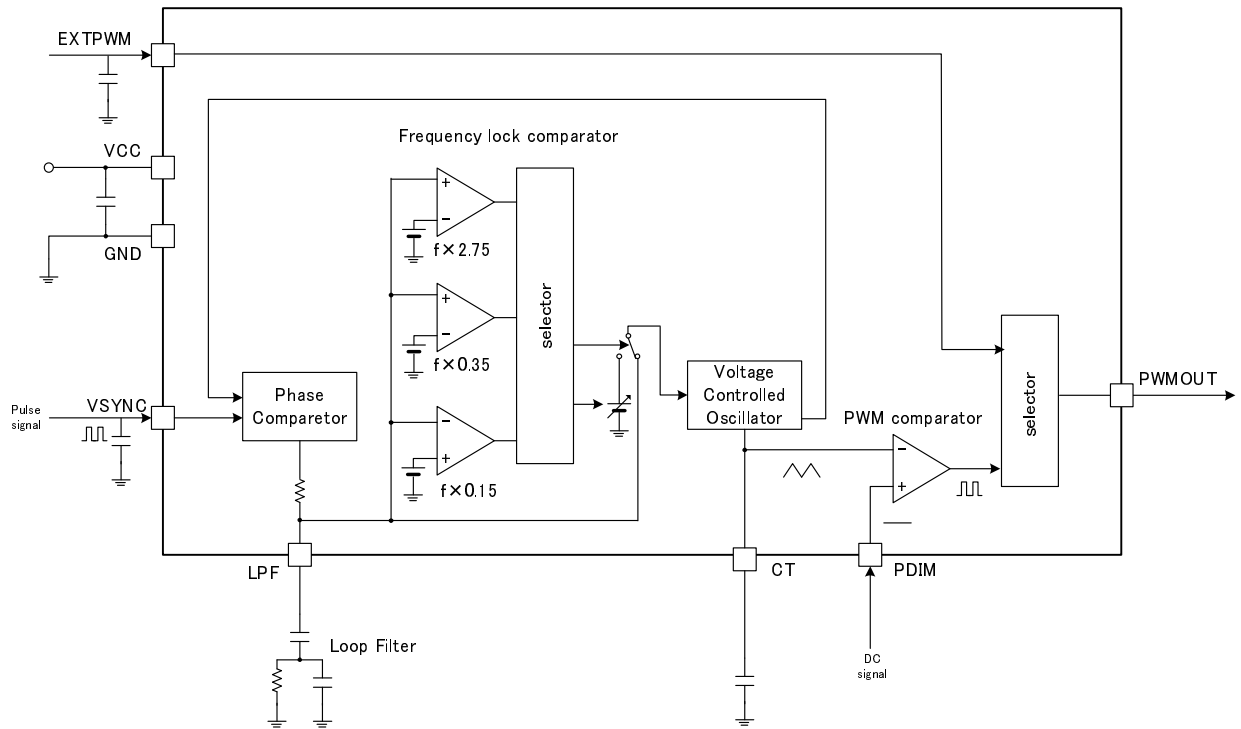 EXTPWM
VCC
GND
Frequency lock comparator
+
−
f×2.75
+
−
f×0.35
−
+
f×0.15
selector
Pulse
signal
VSYNC
Phase
Comparetor
Voltage
Controlled
Oscillator
PWM comparator
−
+
selector
PWMOUT
LPF
CT
PDIM
Loop Filter
DC
signal